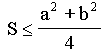 S ≤ (a² + b²)/4